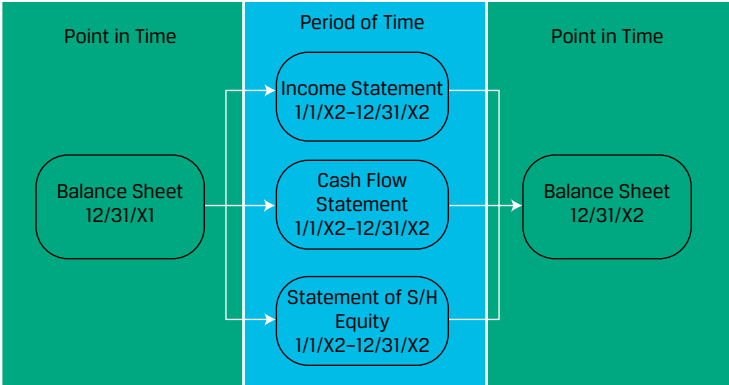 Point in Time
Balance Sheet
12/31/X1
Period of Time
Income Statement
1/1/X2–12/31/X2
Cash Flow
Statement
1/1/X2–12/31/X2
Statement of S/H
Equity
1/1/X2–12/31/X2
Point in Time
Balance Sheet
12/31/X2